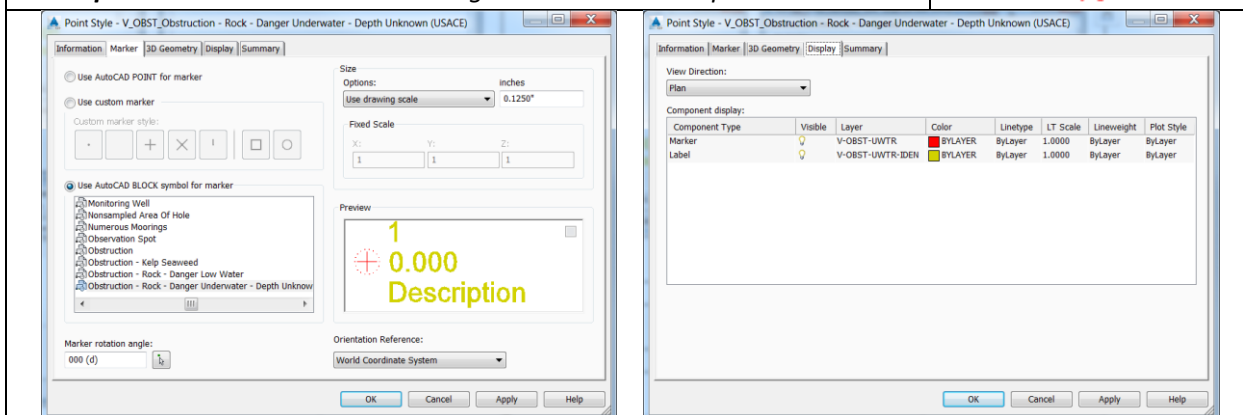 Point Style - V_OBST_Obstruction - Rock - Danger Underwater - Depth Unknown (USACE)
Information Marker 3D Geometry Display Summary
Use AutoCAD POINT for marker
Use custom marker
Custom marker style:
Use AutoCAD BLOCK symbol for marker
Monitoring Well
Nonsampled Area Of Hole
Numerous Moorings
Observation Spot
Obstruction
Obstruction - Kelp Seaweed
Obstruction - Rock - Danger Low Water
Obstruction - Rock - Danger Underwater - Depth Unknow
Marker rotation angle:
000 (d)
Size
Options: inches
Use drawing scale 0.1250"
Fixed Scale
X: Y: Z:
1 1 1
Preview
1
0.000
Description
Orientation Reference:
World Coordinate System
OK Cancel Apply Help
Point Style - V_OBST_Obstruction - Rock - Danger Underwater - Depth Unknown (USACE)
Information Marker 3D Geometry Display Summary
View Direction:
Plan
Component display:
Component Type Visible Layer Color Linetype LT Scale Lineweight Plot Style
Marker V-OBST-UWTR BYLAYER ByLayer 1.0000 ByLayer ByLayer
Label V-OBST-UWTR-IDEN BYLAYER ByLayer 1.0000 ByLayer ByLayer
OK Cancel Apply Help